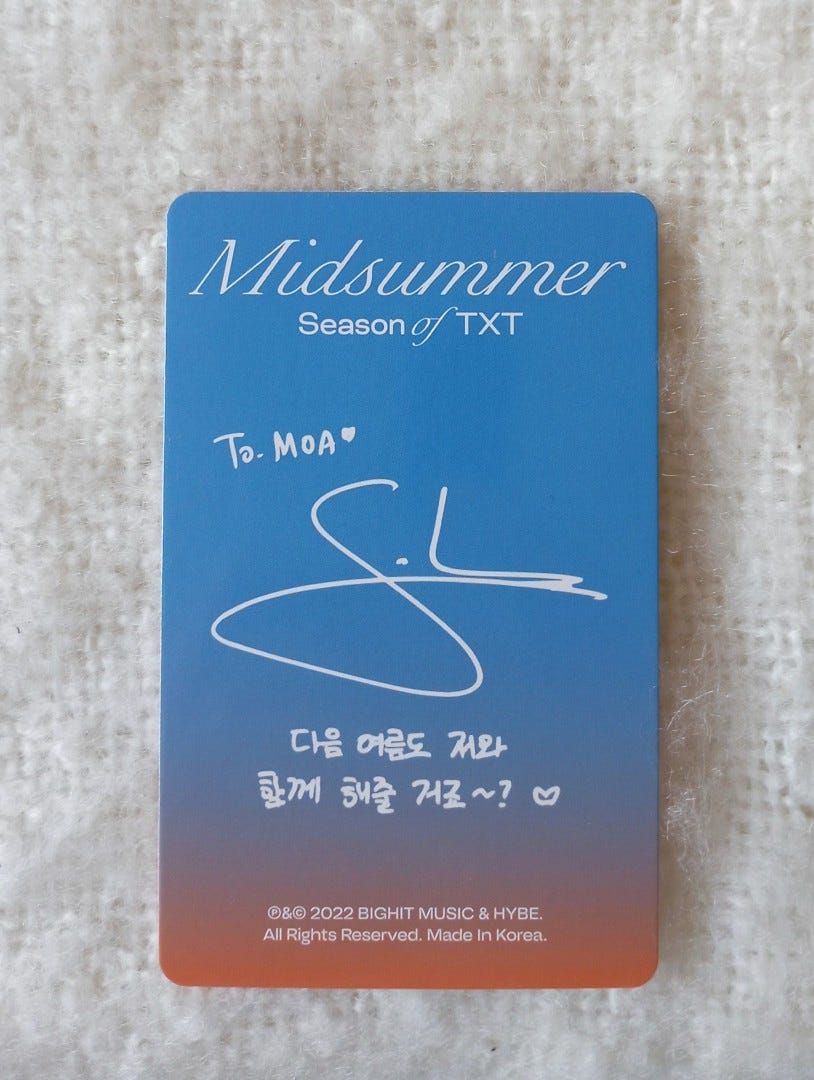 Midsummer
Season of TXT
To. MOA♥
다음 여름도 저와
함께 해줄 거죠~? ♡
℗&© 2022 BIGHIT MUSIC & HYBE.
All Rights Reserved. Made In Korea.